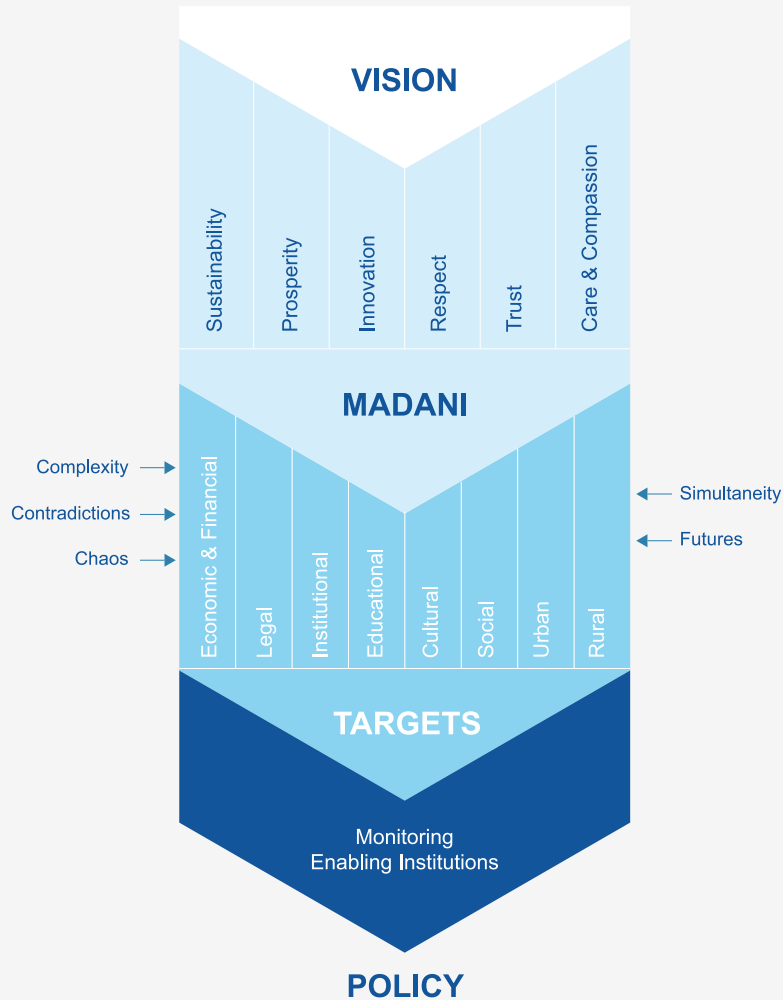 VISION
Sustainability
Prosperity
Innovation
Respect
Trust
Care & Compassion
MADANI
Complexity
Contradictions
Chaos
Economic & Financial
Legal
Institutional
Educational
Cultural
Social
Urban
Rural
Simultaneity
Futures
TARGETS
Monitoring
Enabling Institutions
POLICY